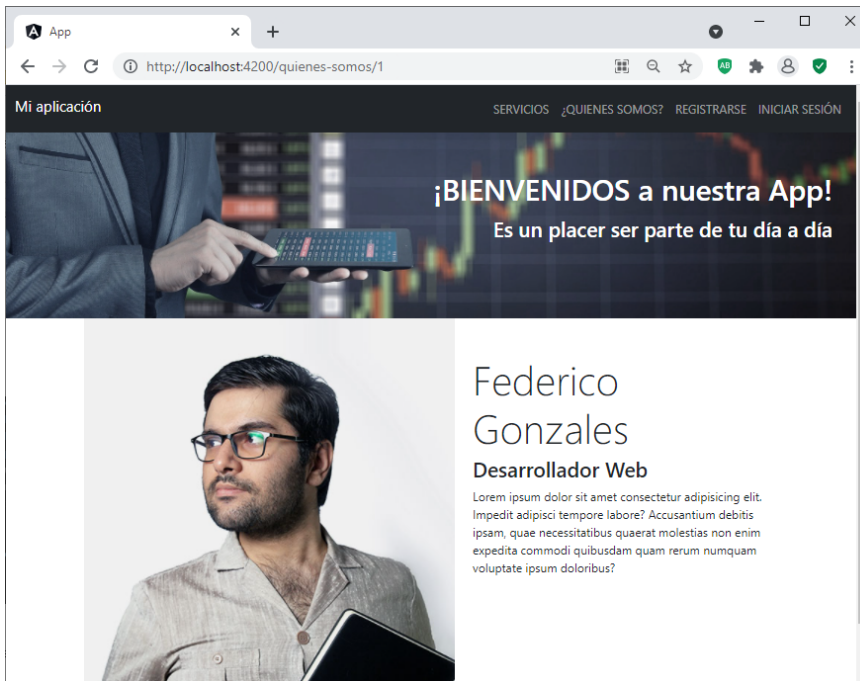 App
http://localhost:4200/quienes-somos/1
AB
Mi aplicación
SERVICIOS ¿QUIENES SOMOS? REGISTRARSE INICIAR SESIÓN
¡BIENVENIDOS a nuestra App!
Es un placer ser parte de tu día a día
Federico
Gonzales
Desarrollador Web
Lorem ipsum dolor sit amet consectetur adipisicing elit.
Impedit adipisci tempore labore? Accusantium debitis
ipsam, quae necessitatibus quaerat molestias non enim
expedita commodi quibusdam quam rerum numquam
voluptate ipsum doloribus?